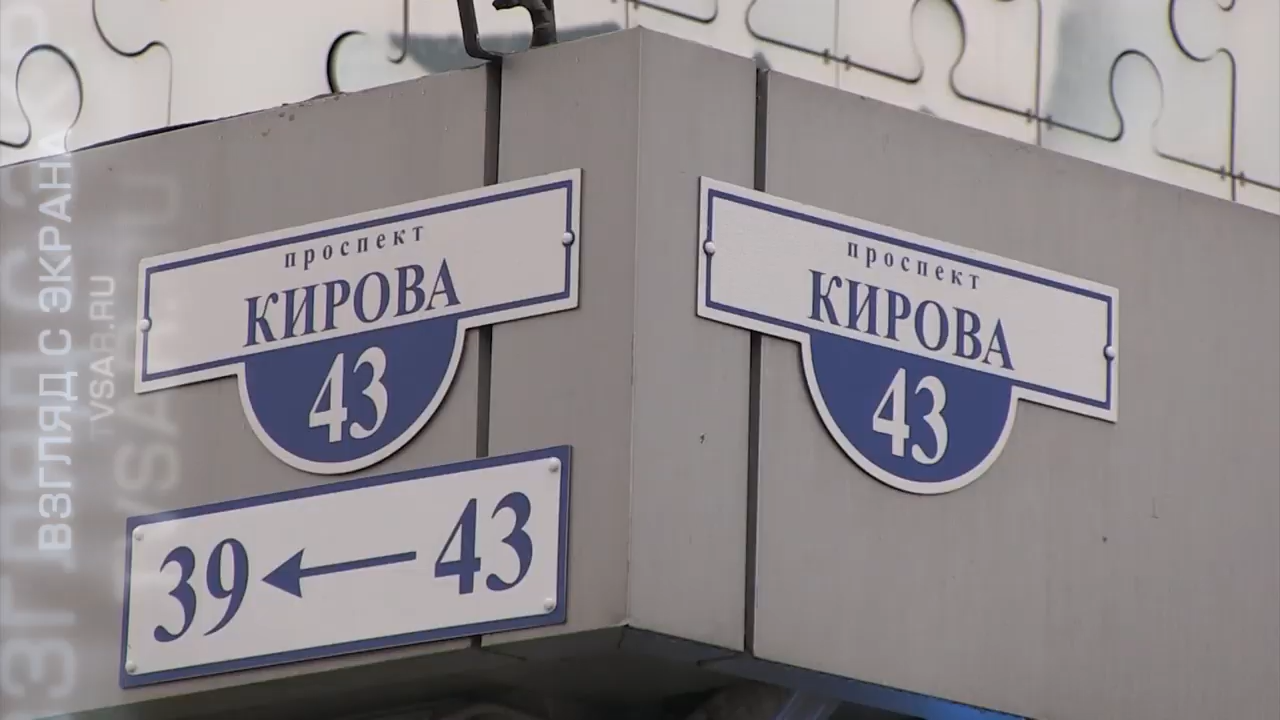 проспект
КИРОВА
43
проспект
КИРОВА
43
39 ← 43
ВЗГЛЯД С ЭКРАНА
TVSAR.RU